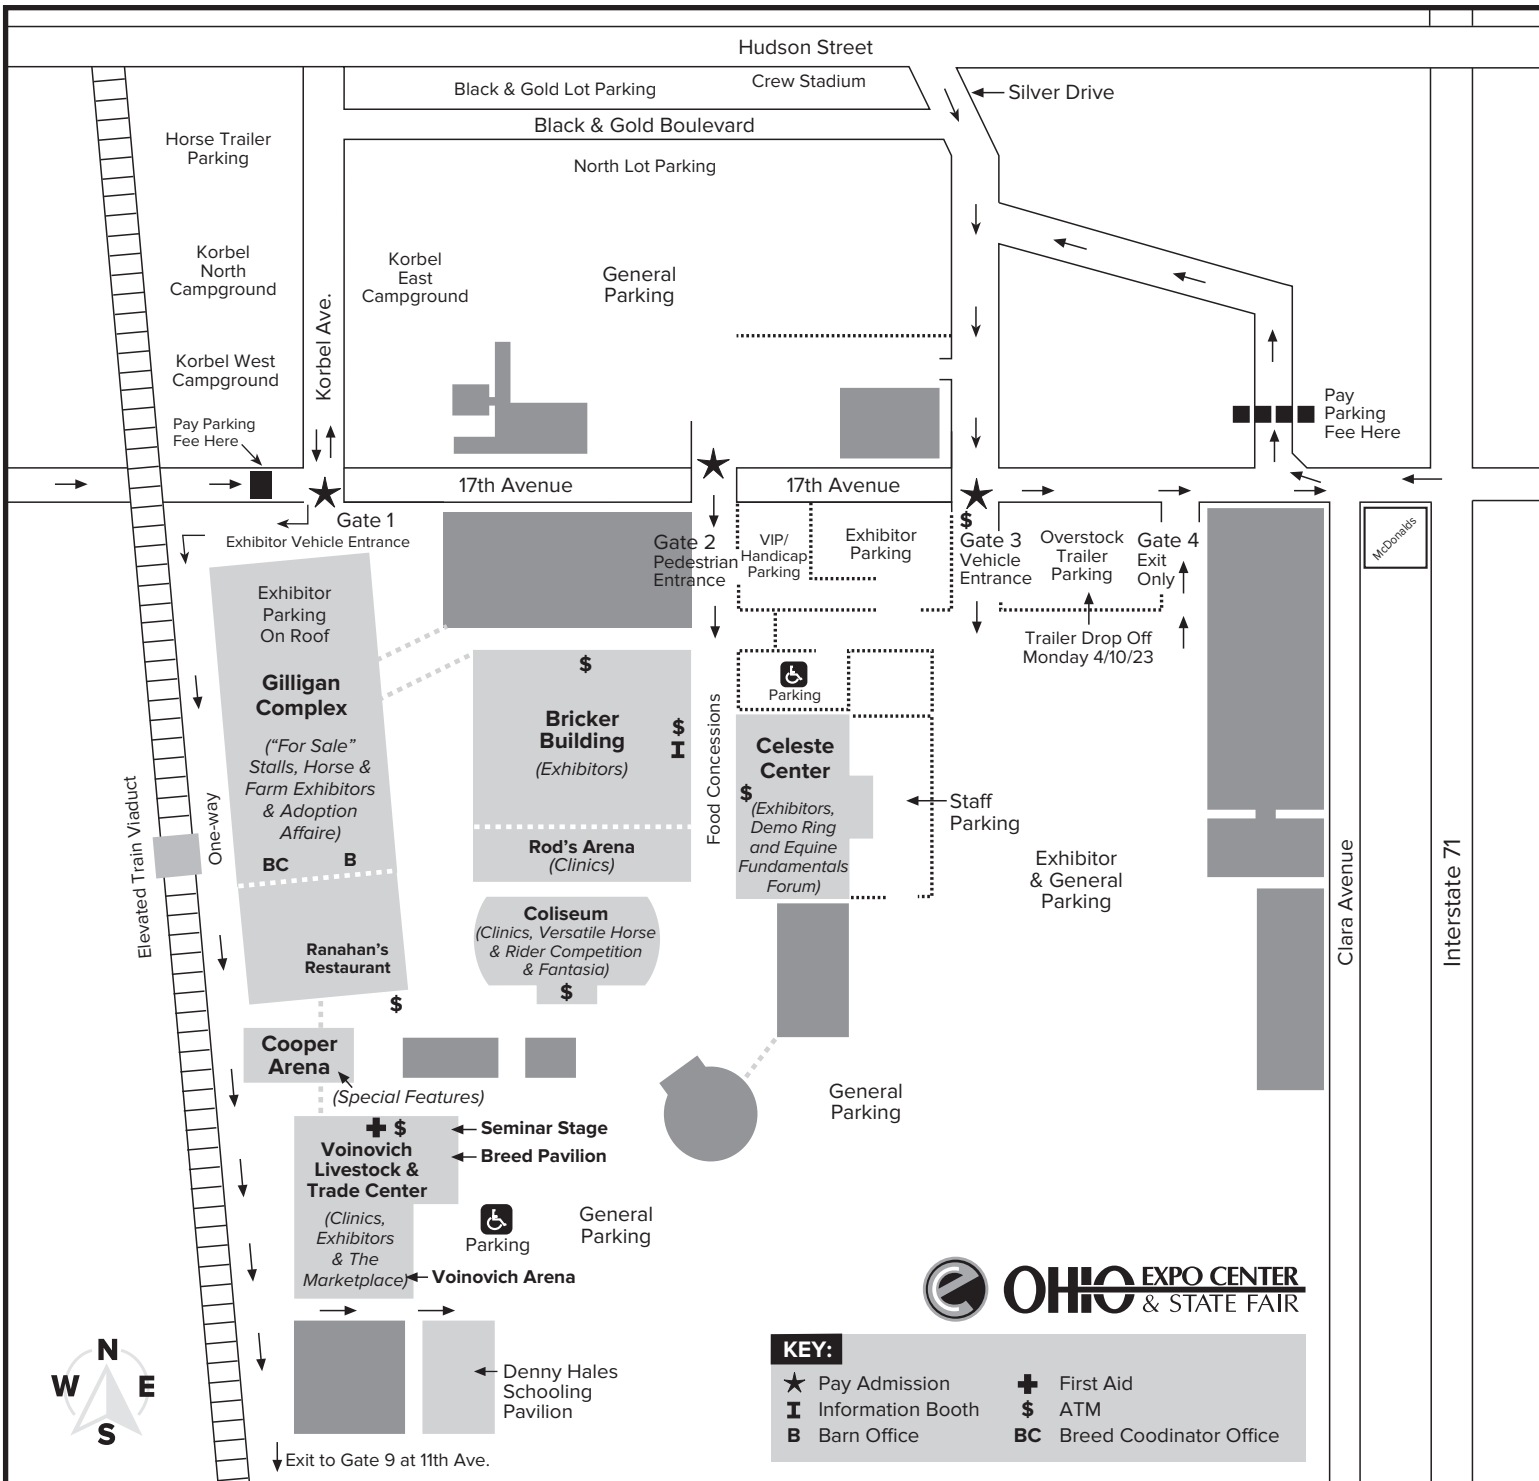 Hudson Street
Black & Gold Lot Parking
Crew Stadium
Silver Drive
Black & Gold Boulevard
Horse Trailer
Parking
North Lot Parking
Korbel
North
Campground
Korbel
East
Campground
General
Parking
Korbel Ave.
Korbel West
Campground
Pay Parking
Fee Here
Pay
Parking
Fee Here
17th Avenue
17th Avenue
Gate 1
Exhibitor Vehicle Entrance
Gate 2
Pedestrian
Entrance
VIP/
Handicap
Parking
Exhibitor
Parking
$
Gate 3
Vehicle
Entrance
Overstock
Trailer
Parking
Gate 4
Exit
Only
McDonalds
Trailer Drop Off
Monday 4/10/23
Exhibitor
Parking
On Roof
Gilligan
Complex
("For Sale"
Stalls, Horse &
Farm Exhibitors
& Adoption
Affaire)
BC
B
Ranahan's
Restaurant
$
Elevated Train Viaduct
One-way
$
Bricker
Building
(Exhibitors)
$
I
Rod's Arena
(Clinics)
Food Concessions
Parking
Celeste
Center
$
(Exhibitors,
Demo Ring
and Equine
Fundamentals
Forum)
Staff
Parking
Exhibitor
& General
Parking
Clara Avenue
Interstate 71
Coliseum
(Clinics, Versatile Horse
& Rider Competition
& Fantasia)
$
Cooper
Arena
(Special Features)
General
Parking
$
Seminar Stage
Breed Pavilion
Voinovich
Livestock &
Trade Center
(Clinics,
Exhibitors
& The
Marketplace)
Voinovich Arena
Parking
General
Parking
Denny Hales
Schooling
Pavilion
Exit to Gate 9 at 11th Ave.
N
W
E
S
OHIO EXPO CENTER
& STATE FAIR
KEY:
Pay Admission
First Aid
I Information Booth
$ ATM
B Barn Office
BC Breed Coodinator Office